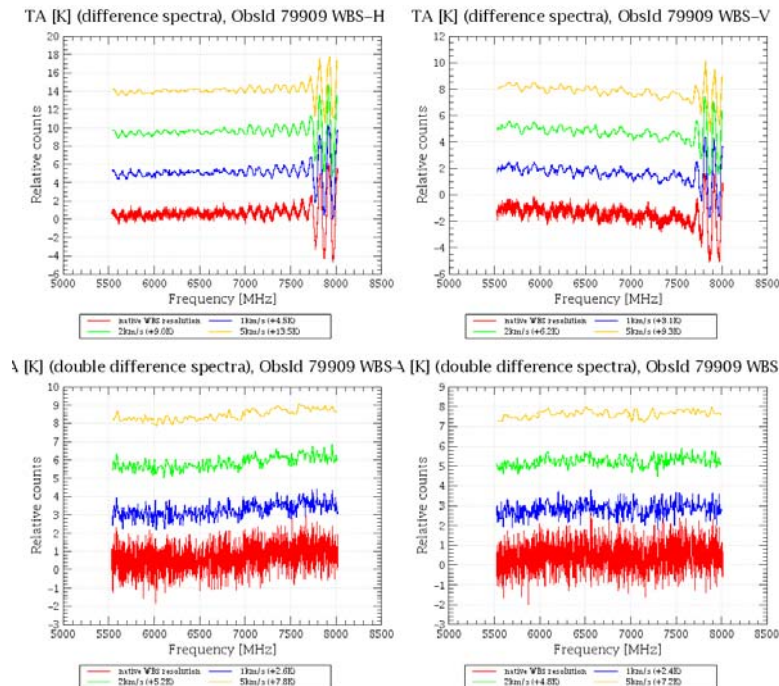 TA [K] (difference spectra), ObsId 79909 WBS–H
Relative counts
20
18
16
14
12
10
8
6
4
2
0
–2
–4
–6
5000 5500 6000 6500 7000 7500 8000 8500
Frequency [MHz]
native WBS resolution 1km/s (+4.5K)
2km/s (+9.0K) 5km/s (+13.5K)
TA [K] (difference spectra), ObsId 79909 WBS–V
Relative counts
12
10
8
6
4
2
0
–2
–4
–6
5000 5500 6000 6500 7000 7500 8000 8500
Frequency [MHz]
native WBS resolution 1km/s (+3.1K)
2km/s (+6.2K) 5km/s (+9.3K)
[K] (double difference spectra), ObsId 79909 WBS
Relative counts
10
9
8
7
6
5
4
3
2
1
0
–1
–2
–3
5000 5500 6000 6500 7000 7500 8000 8500
Frequency [MHz]
native WBS resolution 1km/s (+2.6K)
2km/s (+5.2K) 5km/s (+7.8K)
[K] (double difference spectra), ObsId 79909 WBS
Relative counts
9
8
7
6
5
4
3
2
1
0
–1
–2
–3
5000 5500 6000 6500 7000 7500 8000 8500
Frequency [MHz]
native WBS resolution 1km/s (+2.4K)
2km/s (+4.8K) 5km/s (+7.2K)